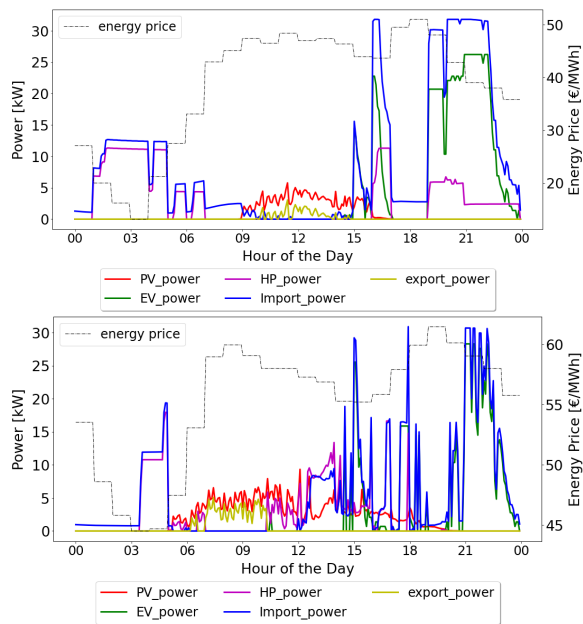 energy price
30
25
20
15
10
5
0
Power [kW]
50
40
30
20
Energy Price [€/MWh]
00 03 06 09 12 15 18 21 00
Hour of the Day
PV_power HP_power export_power
EV_power Import_power
energy price
30
25
20
15
10
5
0
Power [kW]
60
55
50
45
Energy Price [€/MWh]
00 03 06 09 12 15 18 21 00
Hour of the Day
PV_power HP_power export_power
EV_power Import_power